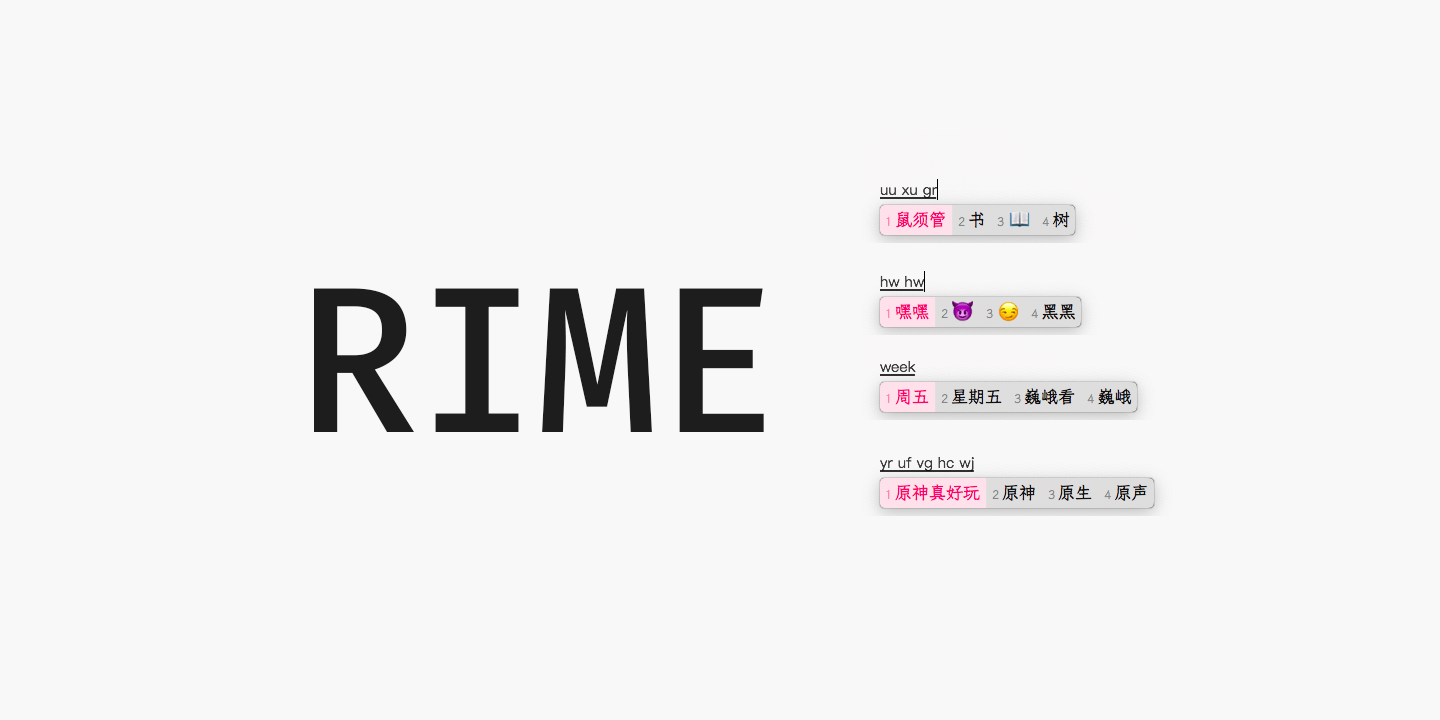 RIME
uu xu gr
1 鼠须管 2 书 3 📖 4 树
hw hw
1 嘿嘿 2 😈 3 😏 4 黑黑
week
1 周五 2 星期五 3 巍峨看 4 巍峨
yr uf vg hc wj
1 原神真好玩 2 原神 3 原生 4 原声